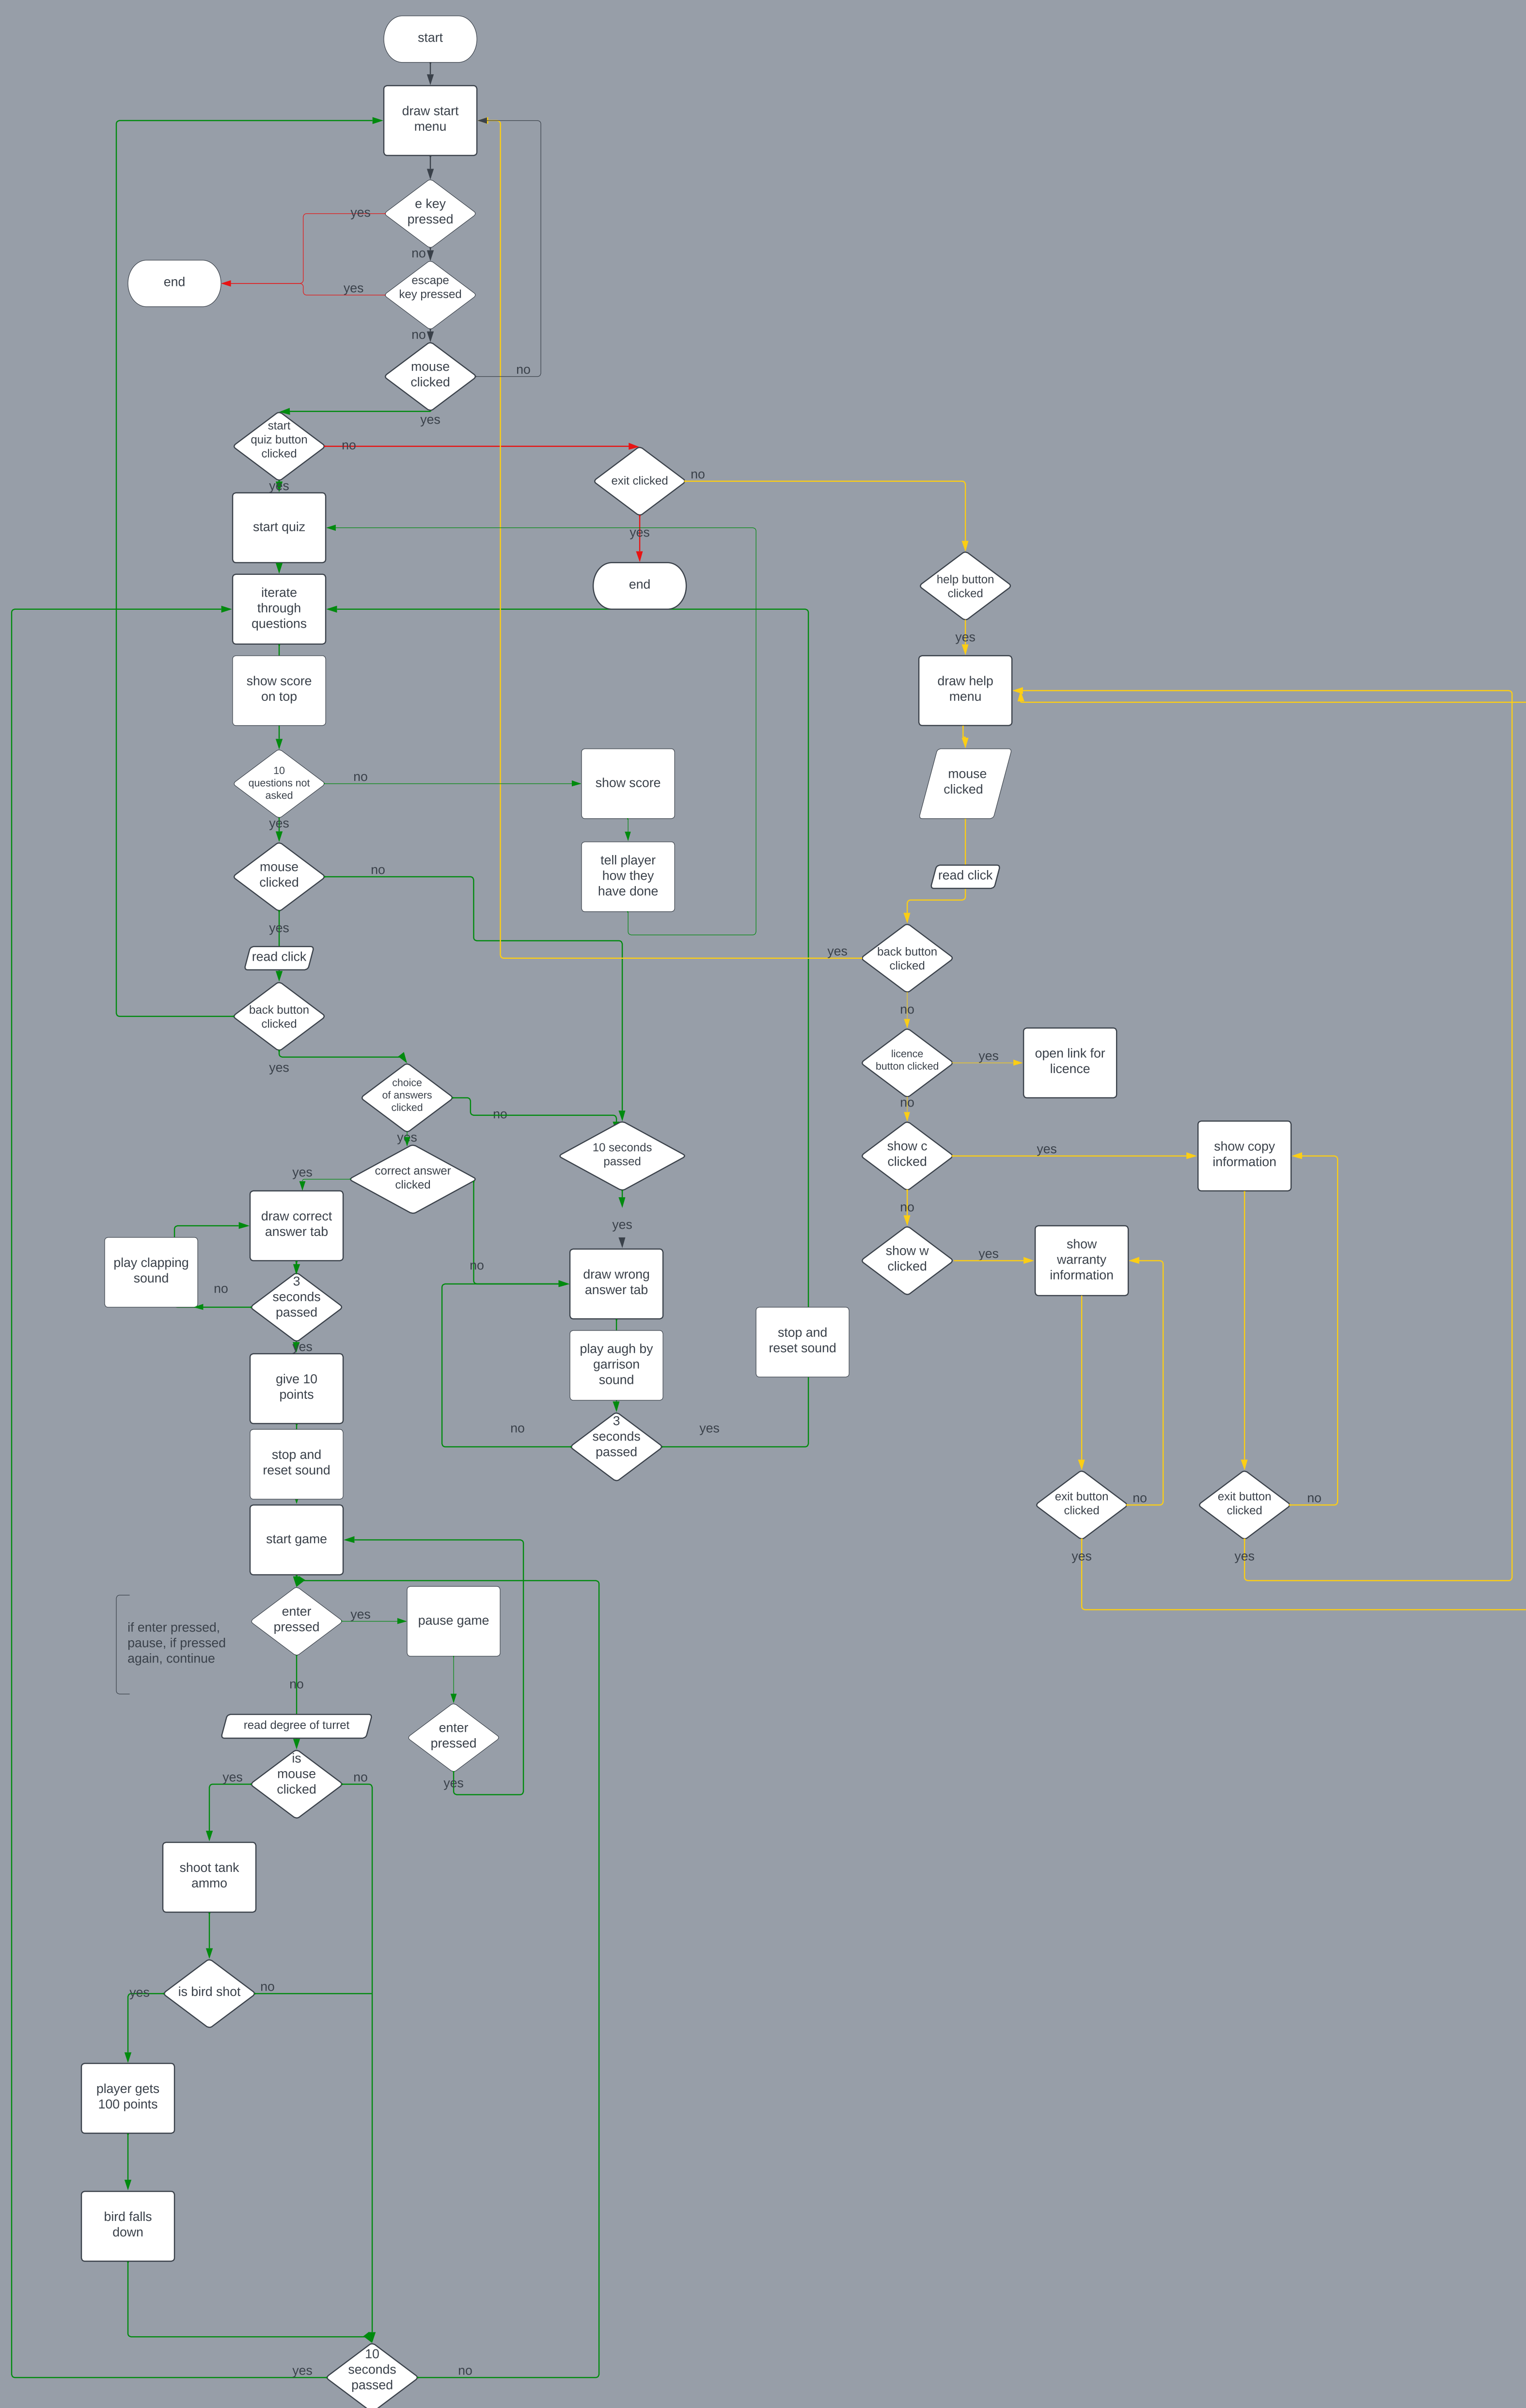 start
draw start
menu
e key
pressed
yes
no
end
escape
key pressed
yes
no
mouse
clicked
no
yes
start
quiz button
clicked
no
yes
exit clicked
no
yes
start quiz
end
help button
clicked
yes
iterate
through
questions
show score
on top
draw help
menu
10
questions not
asked
no
yes
show score
mouse
clicked
mouse
clicked
no
yes
tell player
how they
have done
read click
read click
back button
clicked
yes
no
back button
clicked
yes
licence
button clicked
yes
no
open link for
licence
choice
of answers
clicked
no
yes
10 seconds
passed
yes
show c
clicked
yes
no
show copy
information
correct answer
clicked
yes
no
draw correct
answer tab
play clapping
sound
no
3
seconds
passed
yes
draw wrong
answer tab
show w
clicked
yes
show
warranty
information
play augh by
garrison
sound
stop and
reset sound
give 10
points
3
seconds
passed
no
yes
stop and
reset sound
exit button
clicked
no
yes
exit button
clicked
no
yes
start game
if enter pressed,
pause, if pressed
again, continue
enter
pressed
yes
no
pause game
read degree of turret
enter
pressed
yes
is
mouse
clicked
yes
no
shoot tank
ammo
is bird shot
yes
no
player gets
100 points
bird falls
down
10
seconds
passed
yes
no